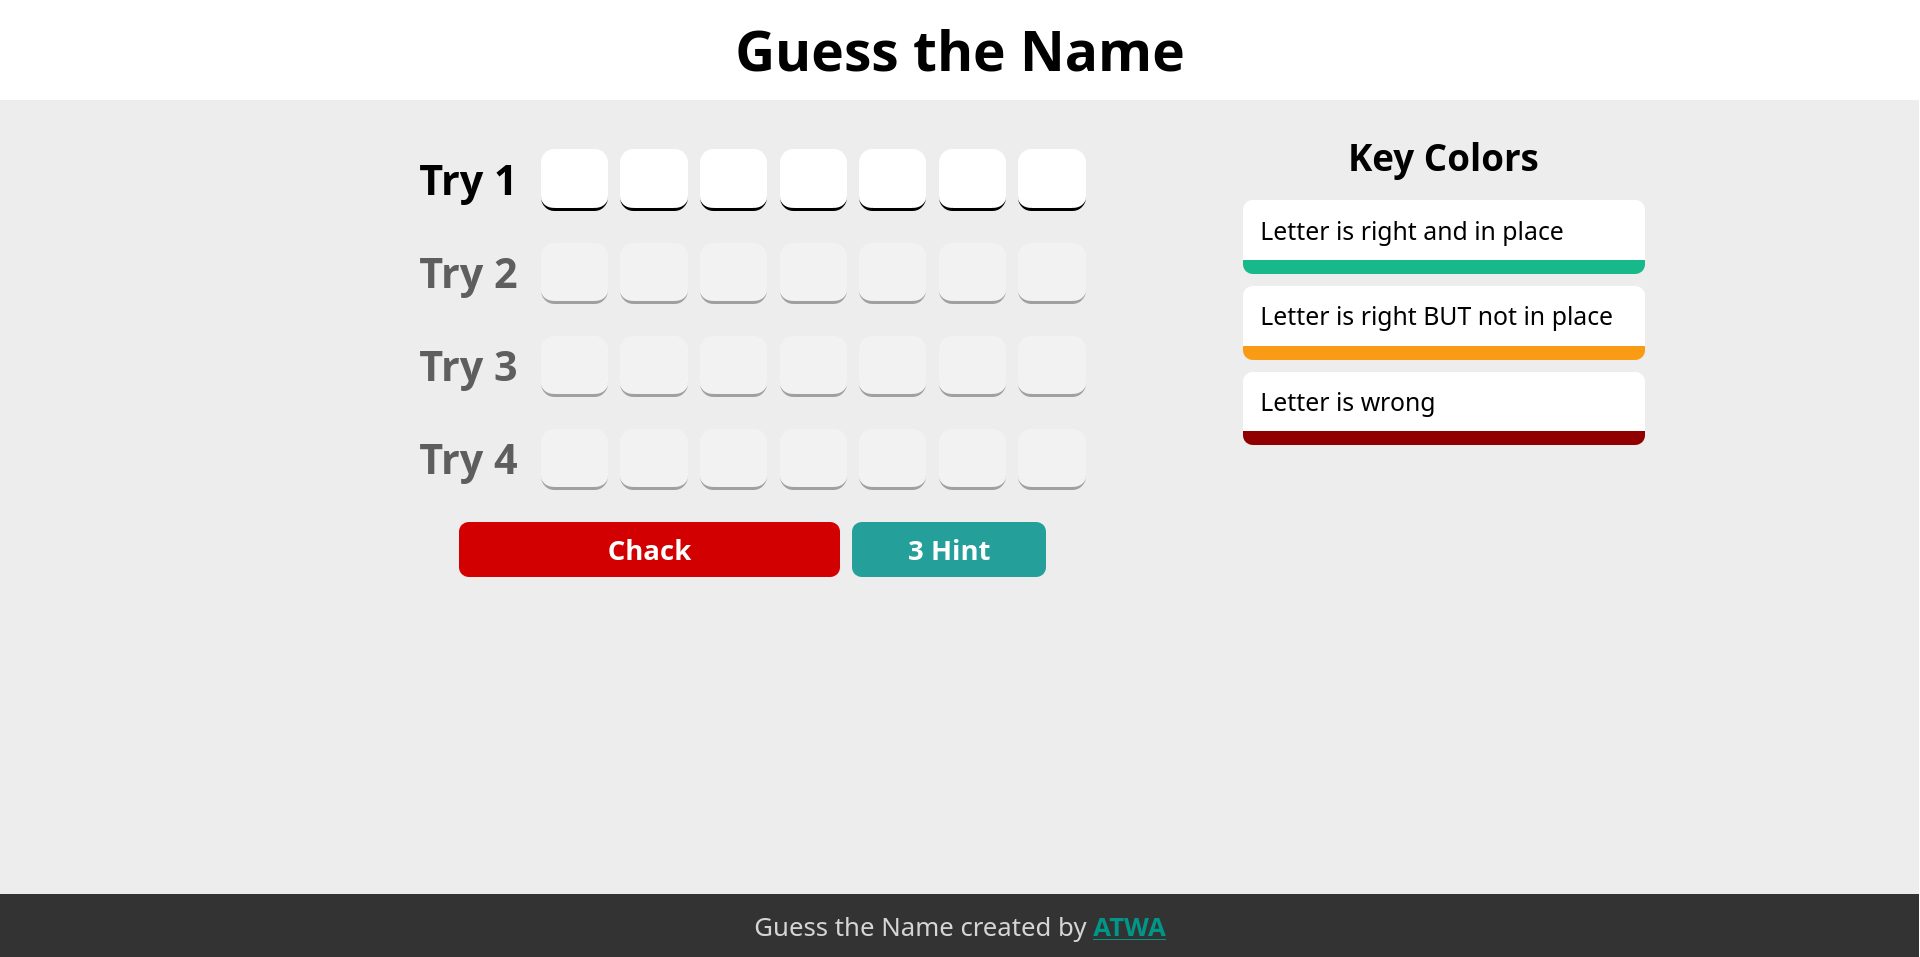 Guess the Name
Try 1
Try 2
Try 3
Try 4
Chack
3 Hint
Key Colors
Letter is right and in place
Letter is right BUT not in place
Letter is wrong
Guess the Name created by ATWA